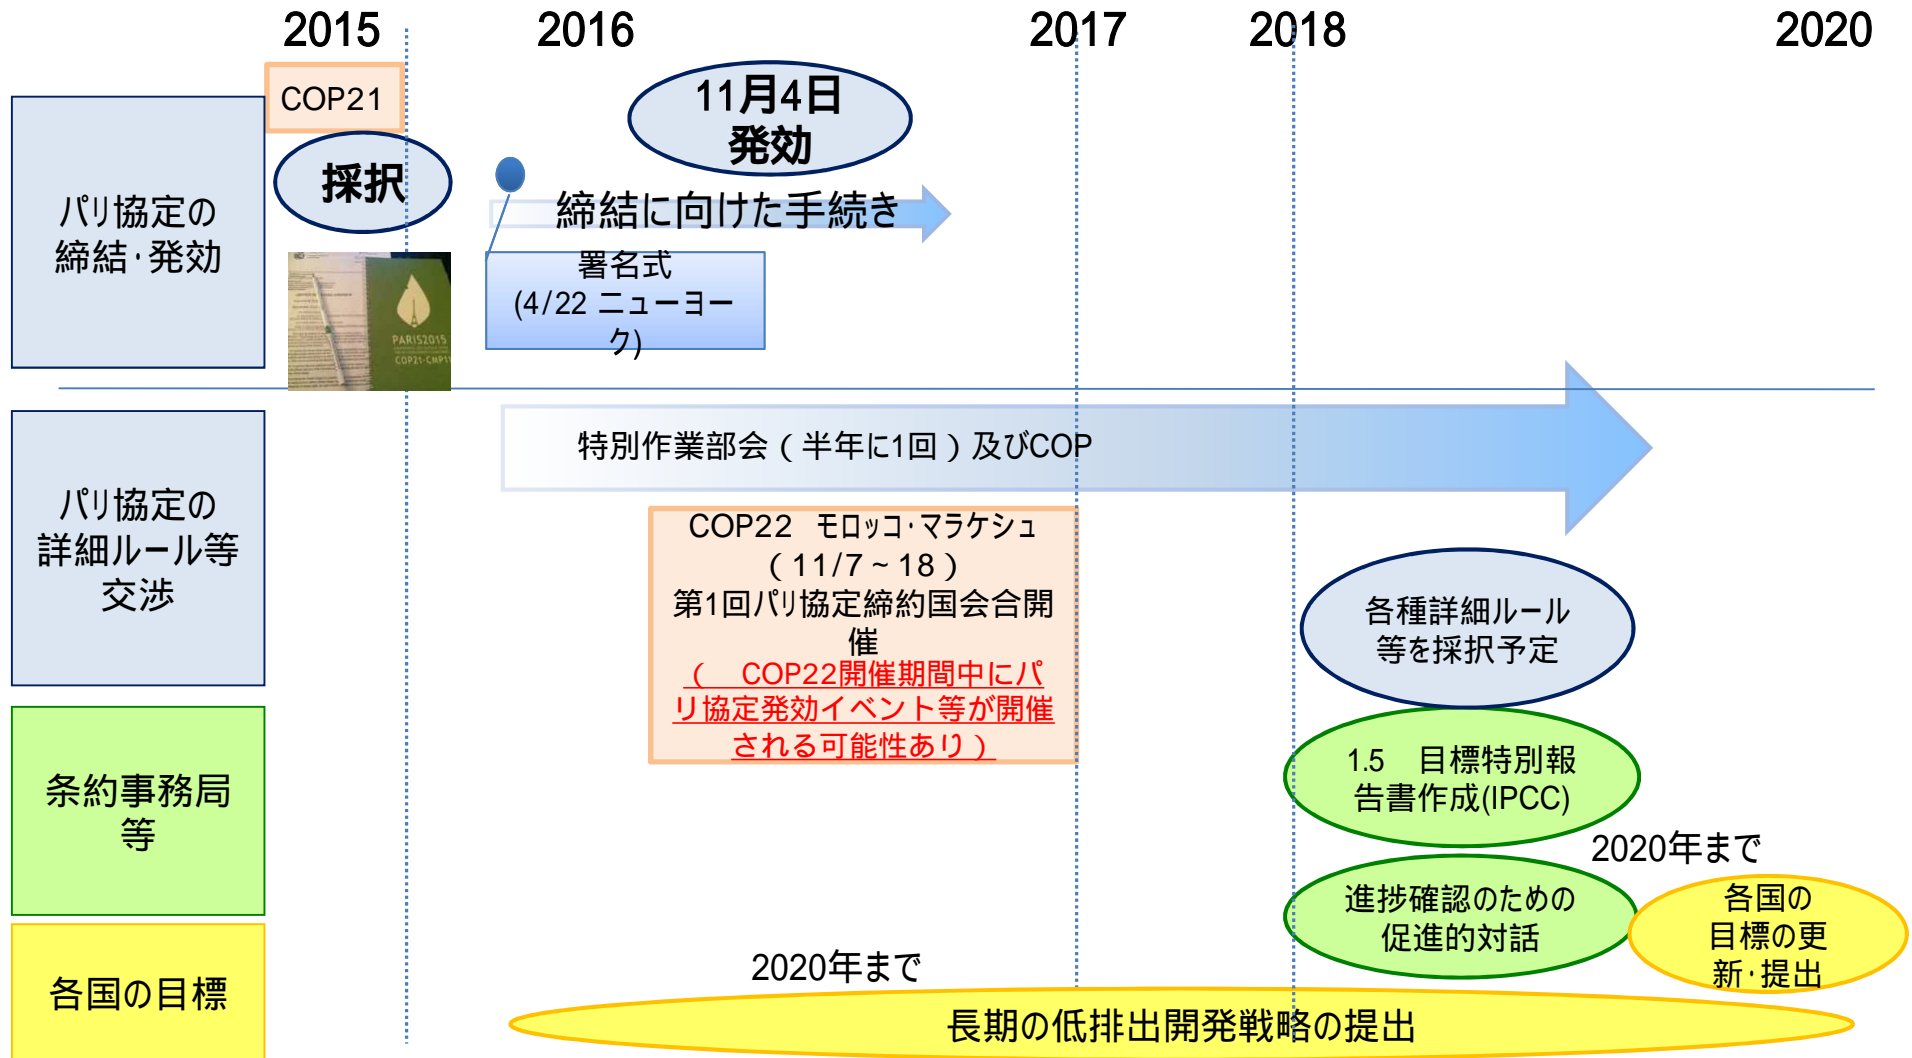 2015
2016
2017
2018
2020
COP21
採択
11月4日
発効
パリ協定の
締結・発効
締結に向けた手続き
署名式
(4/22 ニューヨー
ク)
PARIS2015
COP21-CMP11
特別作業部会(半年に1回)及びCOP
パリ協定の
詳細ルール等
交渉
COP22 モロッコ・マラケシュ
(11/7~18)
第1回パリ協定締約国会合開
催
( COP22開催期間中にパ
リ協定発効イベント等が開催
される可能性あり)
各種詳細ルール
等を採択予定
条約事務局
等
1.5 目標特別報
告書作成(IPCC)
進捗確認のための
促進的対話
2020年まで
各国の
目標の更
新・提出
各国の目標
2020年まで
長期の低排出開発戦略の提出